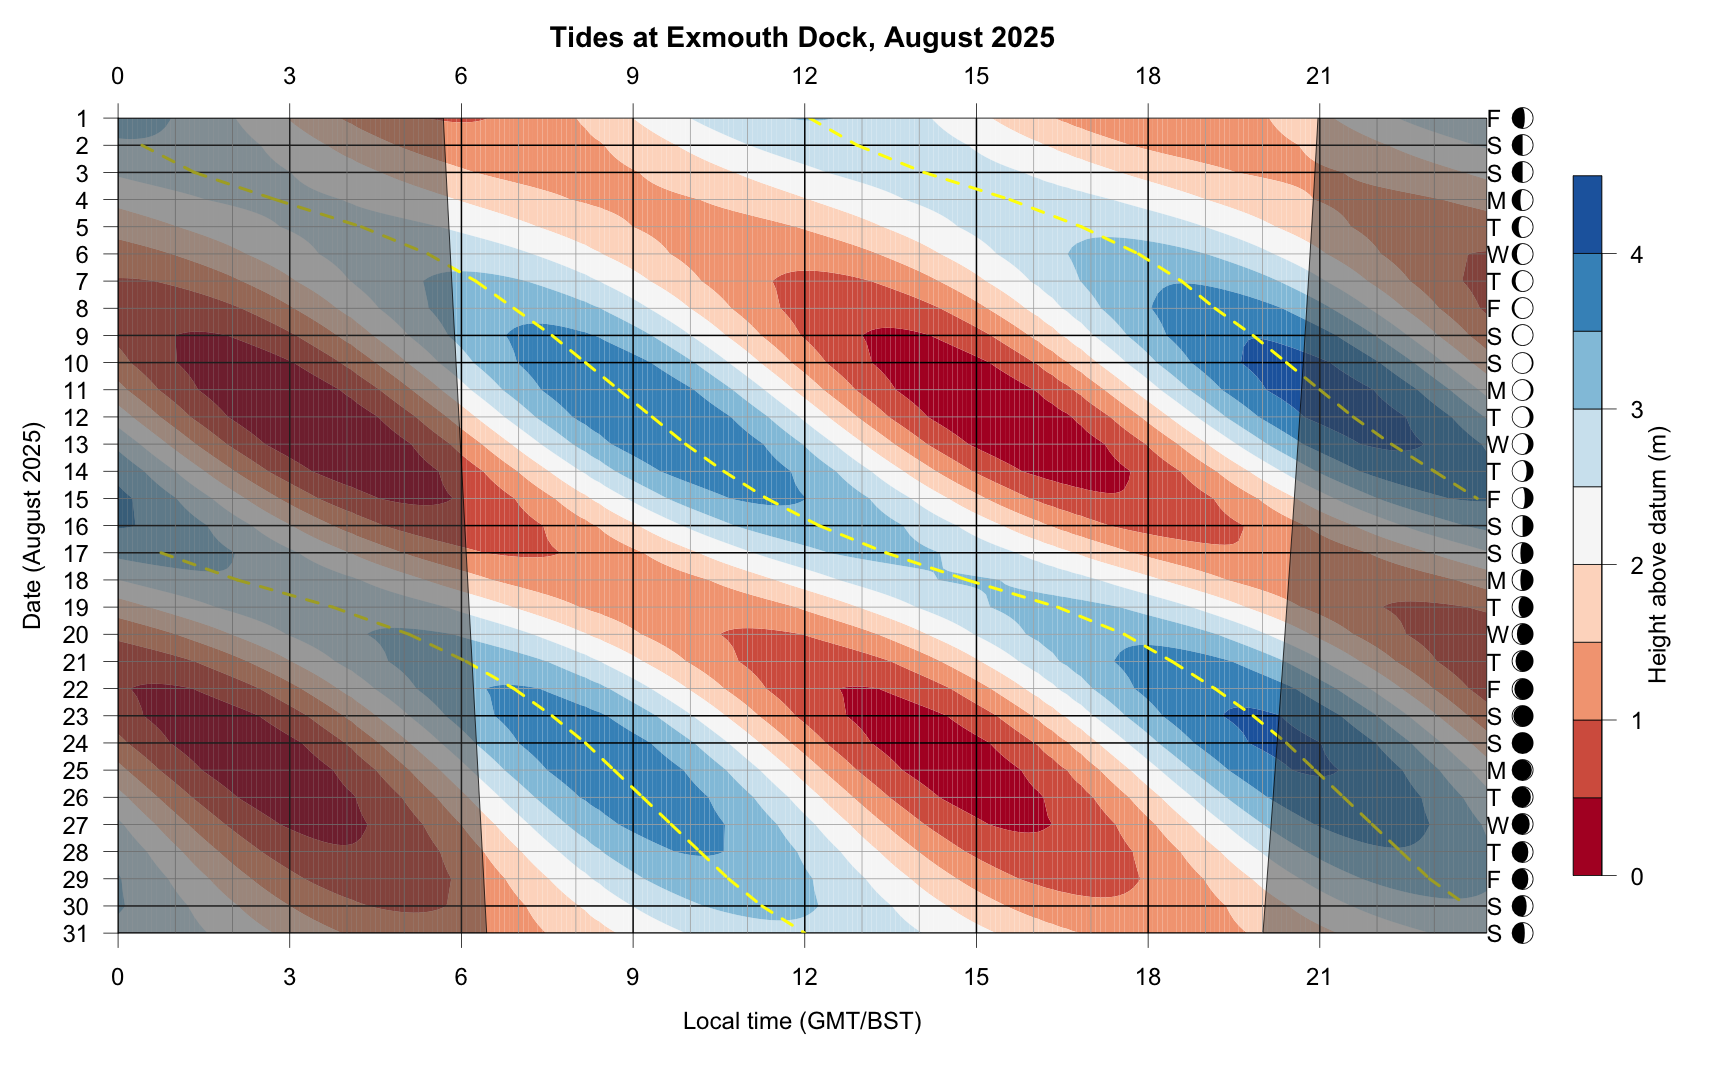 Tides at Exmouth Dock, August 2025
0 3 6 9 12 15 18 21
1 F
2 S
3 S
4 M
5 T
6 W
7 T
8 F
9 S
10 S
11 M
12 T
13 W
14 T
15 F
16 S
17 S
18 M
19 T
20 W
21 T
22 F
23 S
24 S
25 M
26 T
27 W
28 T
29 F
30 S
31 S
0 3 6 9 12 15 18 21
Local time (GMT/BST)
Date (August 2025)
4
3
2
1
0
Height above datum (m)